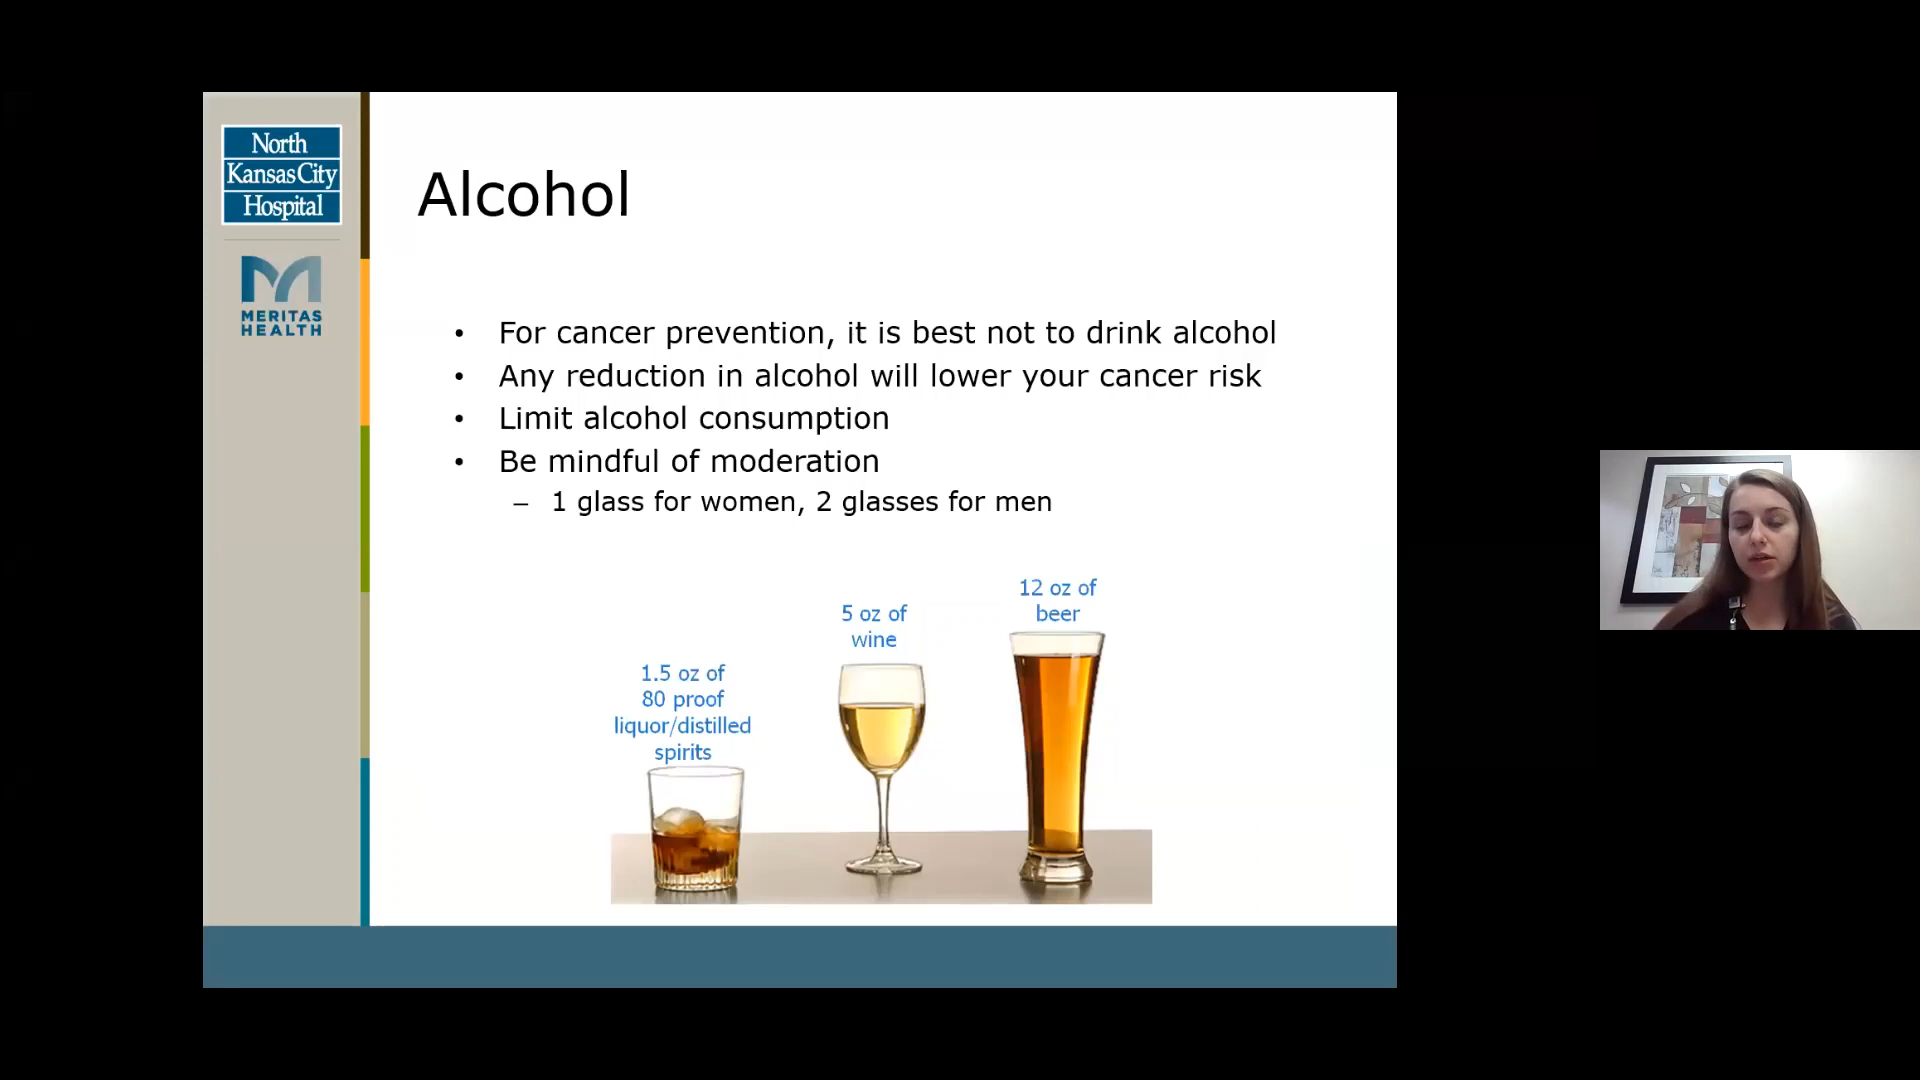 North
Kansas City
Hospital
MERITAS
HEALTH
Alcohol
• For cancer prevention, it is best not to drink alcohol
• Any reduction in alcohol will lower your cancer risk
• Limit alcohol consumption
• Be mindful of moderation
– 1 glass for women, 2 glasses for men
1.5 oz of
80 proof
liquor/distilled
spirits
5 oz of
wine
12 oz of
beer